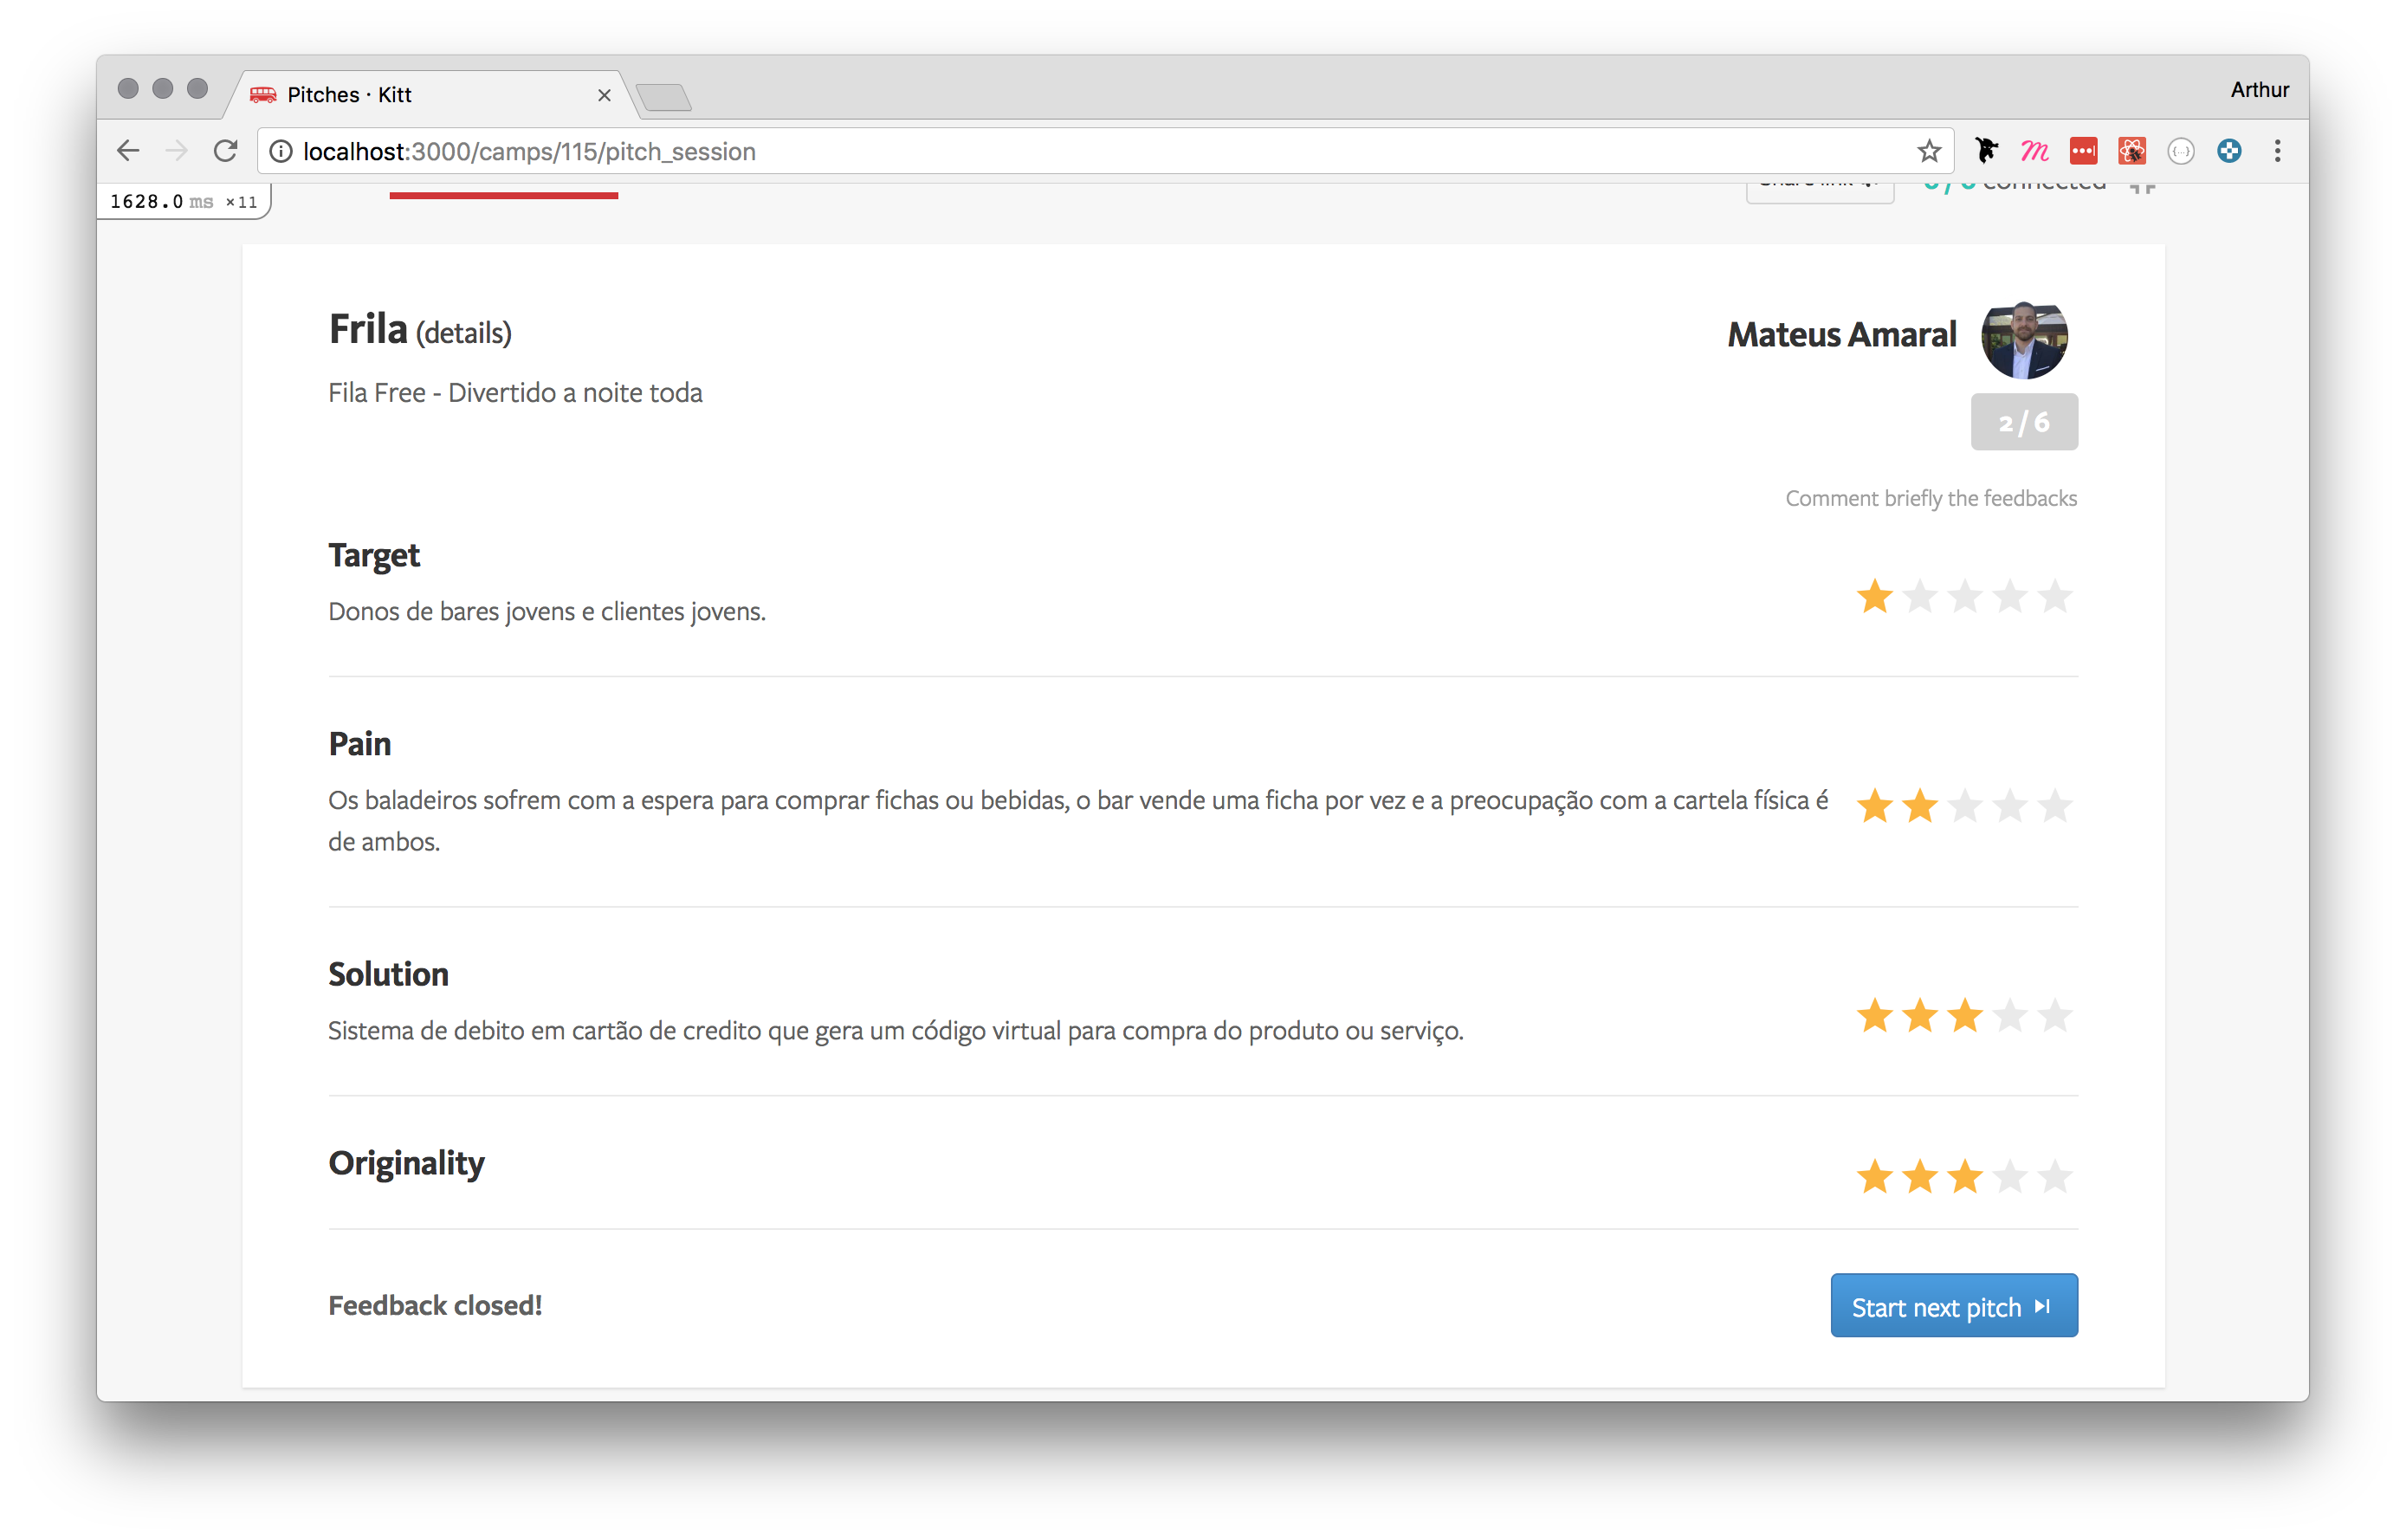 Pitches · Kitt
Arthur
localhost:3000/camps/115/pitch_session
1628.0 ms ×11
connected
Frila (details)
Mateus Amaral
Fila Free - Divertido a noite toda
2 / 6
Comment briefly the feedbacks
Target
Donos de bares jovens e clientes jovens.
Pain
Os baladeiros sofrem com a espera para comprar fichas ou bebidas, o bar vende uma ficha por vez e a preocupação com a cartela física é
de ambos.
Solution
Sistema de debito em cartão de credito que gera um código virtual para compra do produto ou serviço.
Originality
Feedback closed!
Start next pitch